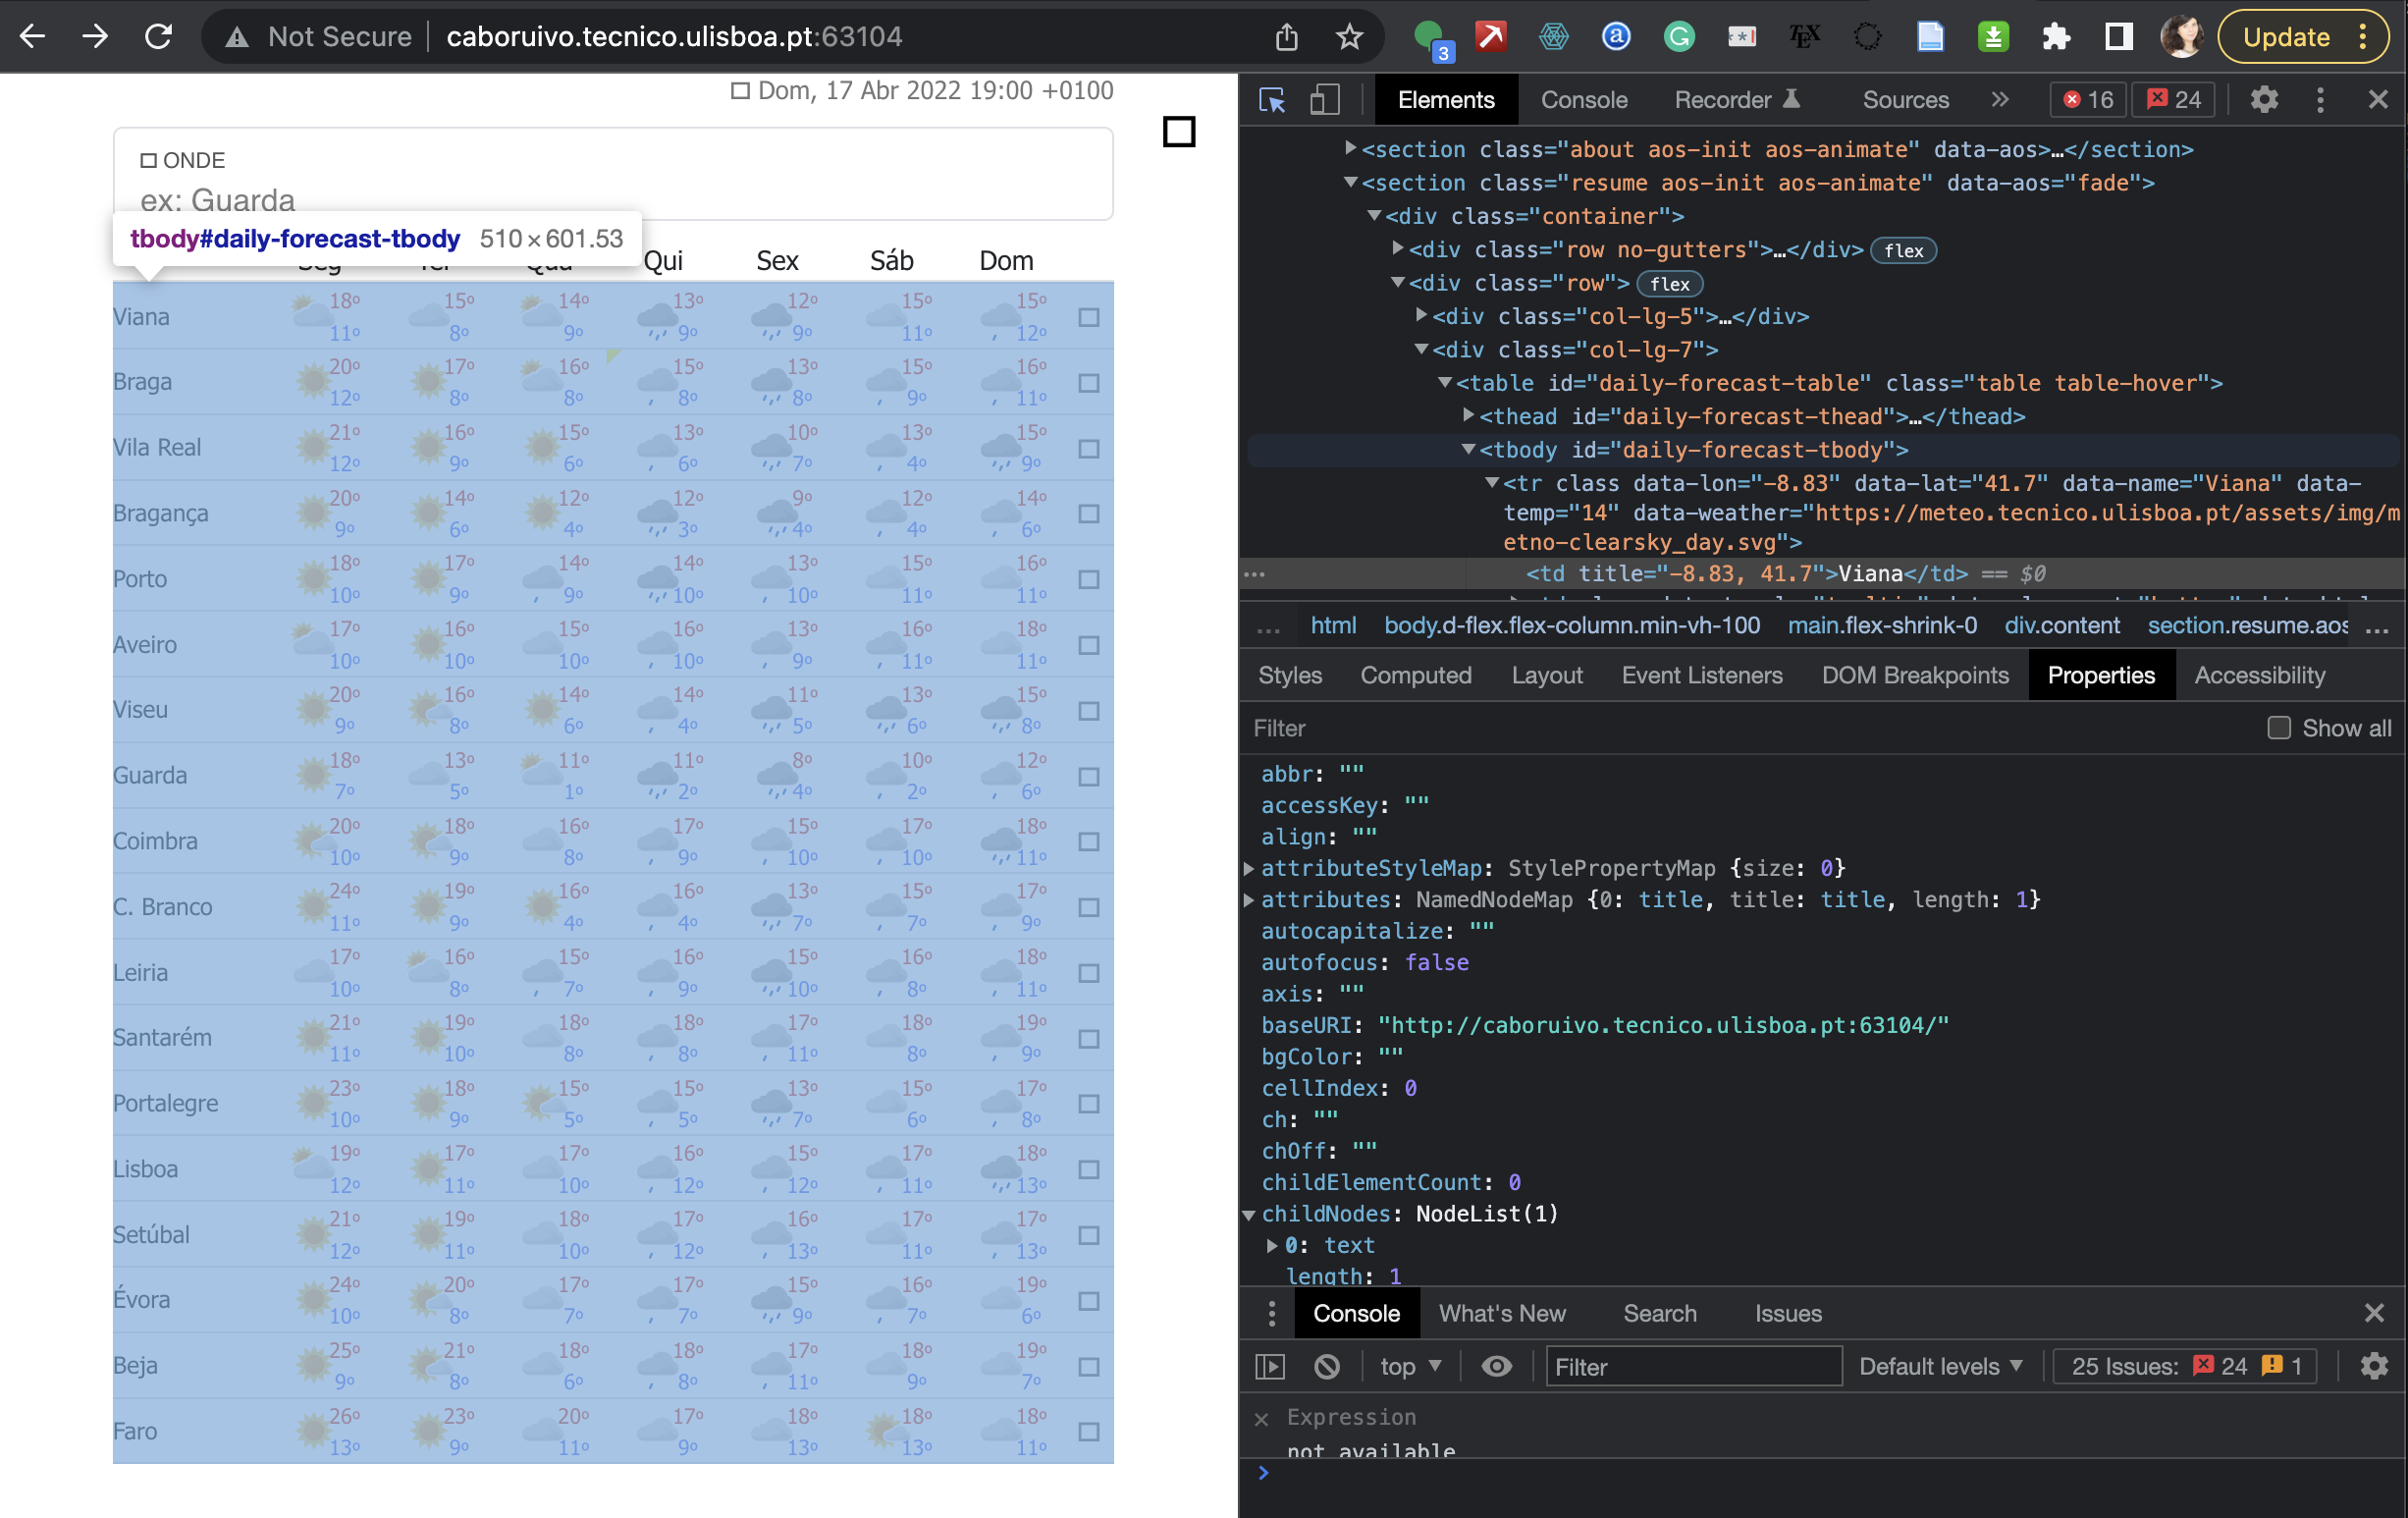 Not Secure caboruivo.tecnico.ulisboa.pt:63104
3
Update
Dom, 17 Abr 2022 19:00 +0100
ONDE
ex: Guarda
tbody#daily-forecast-tbody 510×601.53
Seg Ter Qua Qui Sex Sáb Dom
18º 15º 14º 13º 12º 15º 15º
Viana
11º 8º 9º 9º 9º 11º 12º
20º 17º 16º 15º 13º 15º 16º
Braga
12º 8º 8º 8º 8º 9º 11º
21º 16º 15º 13º 10º 13º 15º
Vila Real
12º 9º 6º 6º 7º 4º 9º
20º 14º 12º 12º 9º 12º 14º
Bragança
9º 6º 4º 3º 4º 4º 6º
18º 17º 14º 14º 13º 15º 16º
Porto
10º 9º 9º 10º 10º 11º 11º
17º 16º 15º 16º 13º 16º 18º
Aveiro
10º 10º 10º 10º 9º 11º 11º
20º 16º 14º 14º 11º 13º 15º
Viseu
9º 8º 6º 4º 5º 6º 8º
18º 13º 11º 11º 8º 10º 12º
Guarda
7º 5º 1º 2º 4º 2º 6º
20º 18º 16º 17º 15º 17º 18º
Coimbra
10º 9º 8º 9º 10º 10º 11º
24º 19º 16º 16º 13º 15º 17º
C. Branco
11º 9º 4º 4º 7º 7º 9º
17º 16º 15º 16º 15º 16º 18º
Leiria
10º 8º 7º 9º 10º 8º 11º
21º 19º 18º 18º 17º 18º 19º
Santarém
11º 10º 8º 8º 11º 8º 9º
23º 18º 15º 15º 13º 15º 17º
Portalegre
10º 9º 5º 5º 7º 6º 8º
19º 17º 17º 16º 15º 17º 18º
Lisboa
12º 11º 10º 12º 12º 11º 13º
21º 19º 18º 17º 16º 17º 17º
Setúbal
12º 11º 10º 12º 13º 11º 13º
24º 20º 17º 17º 15º 16º 19º
Évora
10º 8º 7º 7º 9º 7º 6º
25º 21º 18º 18º 17º 18º 19º
Beja
9º 8º 6º 8º 11º 9º 7º
26º 23º 20º 17º 18º 18º 18º
Faro
13º 9º 11º 9º 13º 13º 11º
Elements Console Recorder Sources » 16 24
<section class="about aos-init aos-animate" data-aos>…</section>
<section class="resume aos-init aos-animate" data-aos="fade">
<div class="container">
<div class="row no-gutters">…</div> flex
<div class="row"> flex
<div class="col-lg-5">…</div>
<div class="col-lg-7">
<table id="daily-forecast-table" class="table table-hover">
<thead id="daily-forecast-thead">…</thead>
<tbody id="daily-forecast-tbody">
<tr class data-lon="-8.83" data-lat="41.7" data-name="Viana" data-
temp="14" data-weather="https://meteo.tecnico.ulisboa.pt/assets/img/m
etno-clearsky_day.svg">
<td title="-8.83, 41.7">Viana</td> == $0
… html body.d-flex.flex-column.min-vh-100 main.flex-shrink-0 div.content section.resume.aos …
Styles Computed Layout Event Listeners DOM Breakpoints Properties Accessibility
Filter Show all
abbr: ""
accessKey: ""
align: ""
attributeStyleMap: StylePropertyMap {size: 0}
attributes: NamedNodeMap {0: title, title: title, length: 1}
autocapitalize: ""
autofocus: false
axis: ""
baseURI: "http://caboruivo.tecnico.ulisboa.pt:63104/"
bgColor: ""
cellIndex: 0
ch: ""
chOff: ""
childElementCount: 0
childNodes: NodeList(1)
0: text
length: 1
Console What's New Search Issues
top Filter Default levels 25 Issues: 24 1
Expression
not available